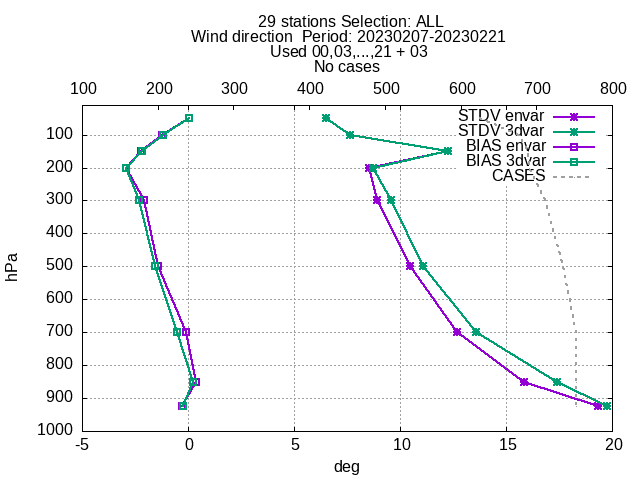 29 stations Selection: ALL
Wind direction  Period: 20230207-20230221
Used 00,03,...,21 + 03
No cases
100 200 300 400 500 600 700 800
STDV envar
STDV 3dvar
BIAS envar
BIAS 3dvar
CASES
100
200
300
400
500
600
700
800
900
1000
hPa
-5 0 5 10 15 20
deg